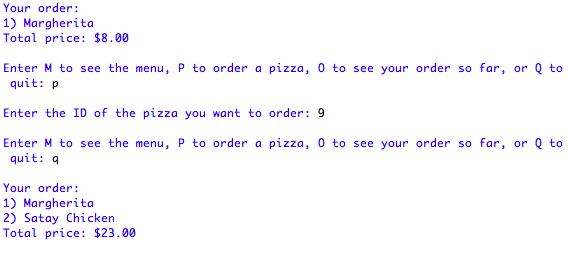 Your order:
1) Margherita
Total price: $8.00
Enter M to see the menu, P to order a pizza, O to see your order so far, or Q to
quit: p
Enter the ID of the pizza you want to order: 9
Enter M to see the menu, P to order a pizza, O to see your order so far, or Q to
quit: q
Your order:
1) Margherita
2) Satay Chicken
Total price: $23.00